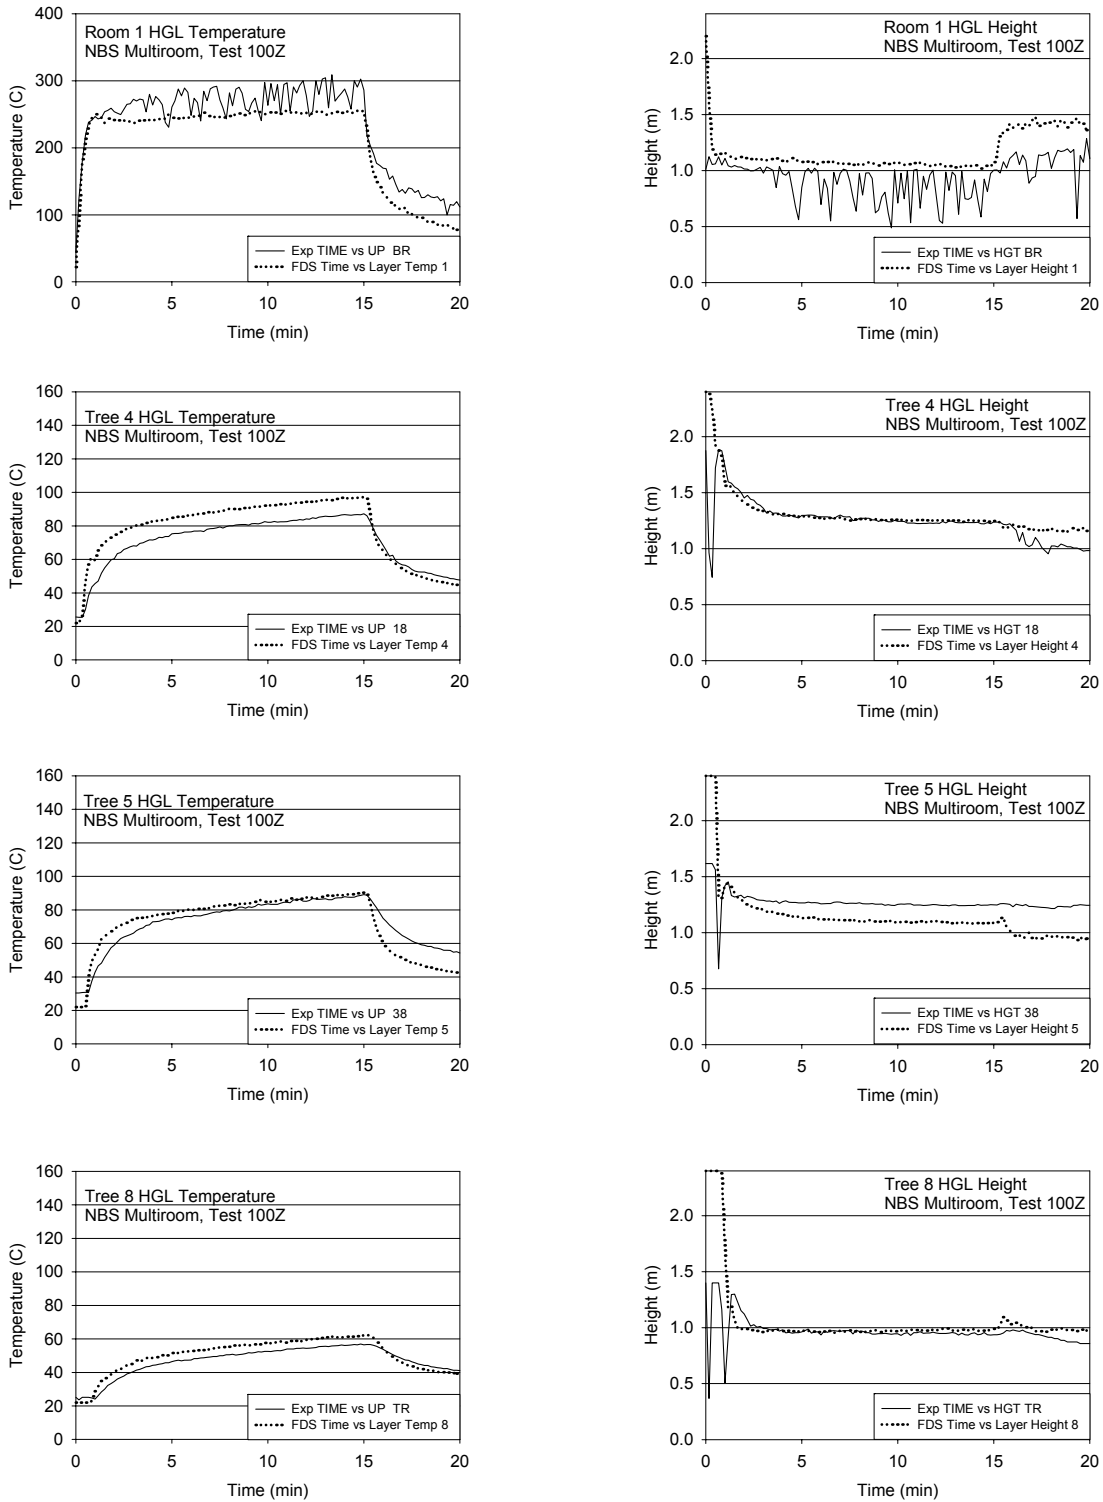 Room 1 HGL Temperature
NBS Multiroom, Test 100Z
Temperature (C)
400
300
200
100
0
Exp TIME vs UP BR
FDS Time vs Layer Temp 1
0 5 10 15 20
Time (min)
Room 1 HGL Height
NBS Multiroom, Test 100Z
Height (m)
2.0
1.5
1.0
0.5
0.0
Exp TIME vs HGT BR
FDS Time vs Layer Height 1
0 5 10 15 20
Time (min)
Tree 4 HGL Temperature
NBS Multiroom, Test 100Z
Temperature (C)
160
140
120
100
80
60
40
20
0
Exp TIME vs UP 18
FDS Time vs Layer Temp 4
0 5 10 15 20
Time (min)
Tree 4 HGL Height
NBS Multiroom, Test 100Z
Height (m)
2.0
1.5
1.0
0.5
0.0
Exp TIME vs HGT 18
FDS Time vs Layer Height 4
0 5 10 15 20
Time (min)
Tree 5 HGL Temperature
NBS Multiroom, Test 100Z
Temperature (C)
160
140
120
100
80
60
40
20
0
Exp TIME vs UP 38
FDS Time vs Layer Temp 5
0 5 10 15 20
Time (min)
Tree 5 HGL Height
NBS Multiroom, Test 100Z
Height (m)
2.0
1.5
1.0
0.5
0.0
Exp TIME vs HGT 38
FDS Time vs Layer Height 5
0 5 10 15 20
Time (min)
Tree 8 HGL Temperature
NBS Multiroom, Test 100Z
Temperature (C)
160
140
120
100
80
60
40
20
0
Exp TIME vs UP TR
FDS Time vs Layer Temp 8
0 5 10 15 20
Time (min)
Tree 8 HGL Height
NBS Multiroom, Test 100Z
Height (m)
2.0
1.5
1.0
0.5
0.0
Exp TIME vs HGT TR
FDS Time vs Layer Height 8
0 5 10 15 20
Time (min)